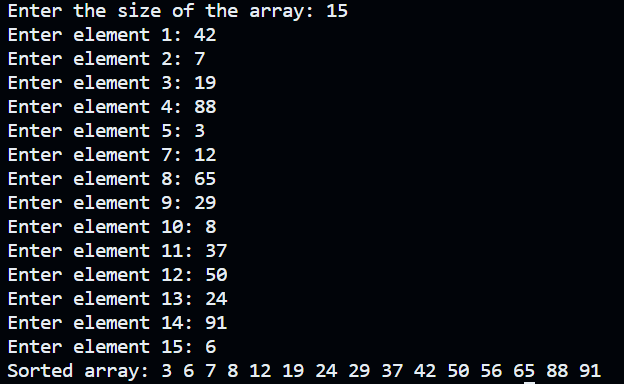 Enter the size of the array: 15
Enter element 1: 42
Enter element 2: 7
Enter element 3: 19
Enter element 4: 88
Enter element 5: 3
Enter element 7: 12
Enter element 8: 65
Enter element 9: 29
Enter element 10: 8
Enter element 11: 37
Enter element 12: 50
Enter element 13: 24
Enter element 14: 91
Enter element 15: 6
Sorted array: 3 6 7 8 12 19 24 29 37 42 50 56 65 88 91